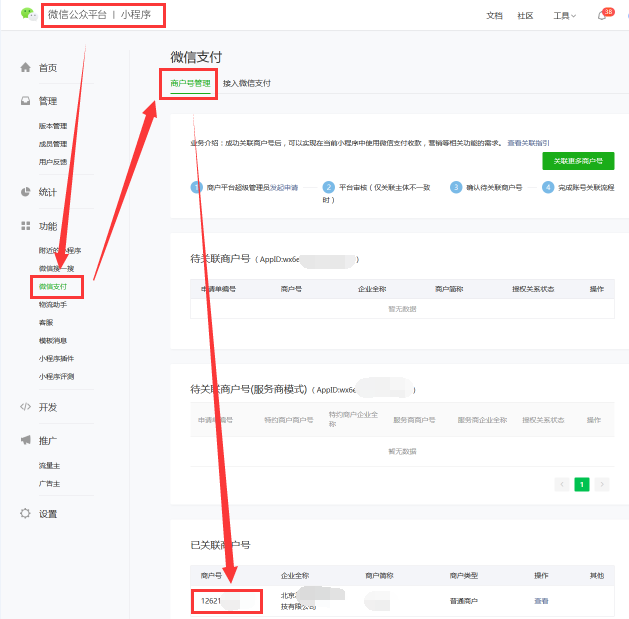 微信公众平台 | 小程序
文档 社区 工具 38
首页
管理
版本管理
成员管理
用户反馈
统计
功能
附近的小程序
微信搜一搜
微信支付
物流助手
客服
模板消息
小程序插件
小程序评测
开发
推广
流量主
广告主
设置
微信支付
商户号管理 接入微信支付
业务介绍：成功关联商户号后，可以实现在当前小程序中使用微信支付收款，营销等相关功能的需求。 查看关联指引
关联更多商户号
1 商户平台超级管理员发起申请
2 平台审核（仅关联主体不一致
时）
3 确认待关联商户号
4 完成账号关联流程
待关联商户号（AppID:wx6e ）
申请单编号 商户号 企业全称 商户简称 授权关系状态 操作
暂无数据
待关联商户号(服务商模式)（AppID:wx6e ）
申请单编号 特约商户商户号 特约商户企业全
称 服务商商户号 服务商企业全称 授权关系状态 操作
暂无数据
< 1 >
已关联商户号
商户号 企业全称 商户简称 商户类型 操作 其他
12621 北京 普通商户 查看
技有限公司